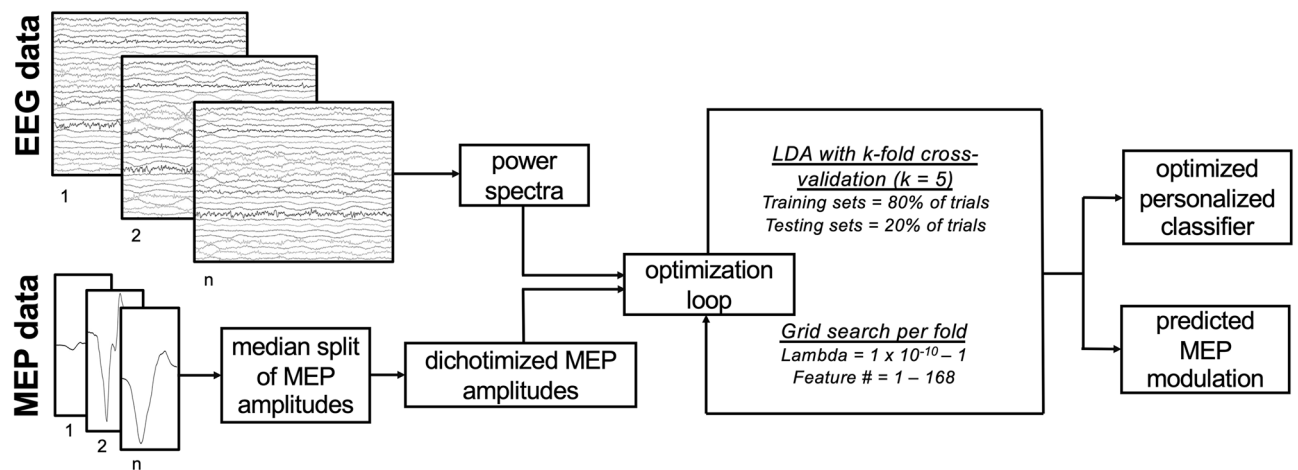 EEG data
1
2
n
power
spectra
MEP data
1
2
n
median split
of MEP
amplitudes
dichotimized MEP
amplitudes
optimization
loop
LDA with k-fold cross-
validation (k = 5)
Training sets = 80% of trials
Testing sets = 20% of trials
Grid search per fold
Lambda = 1 x 10⁻¹⁰ – 1
Feature # = 1 – 168
optimized
personalized
classifier
predicted
MEP
modulation